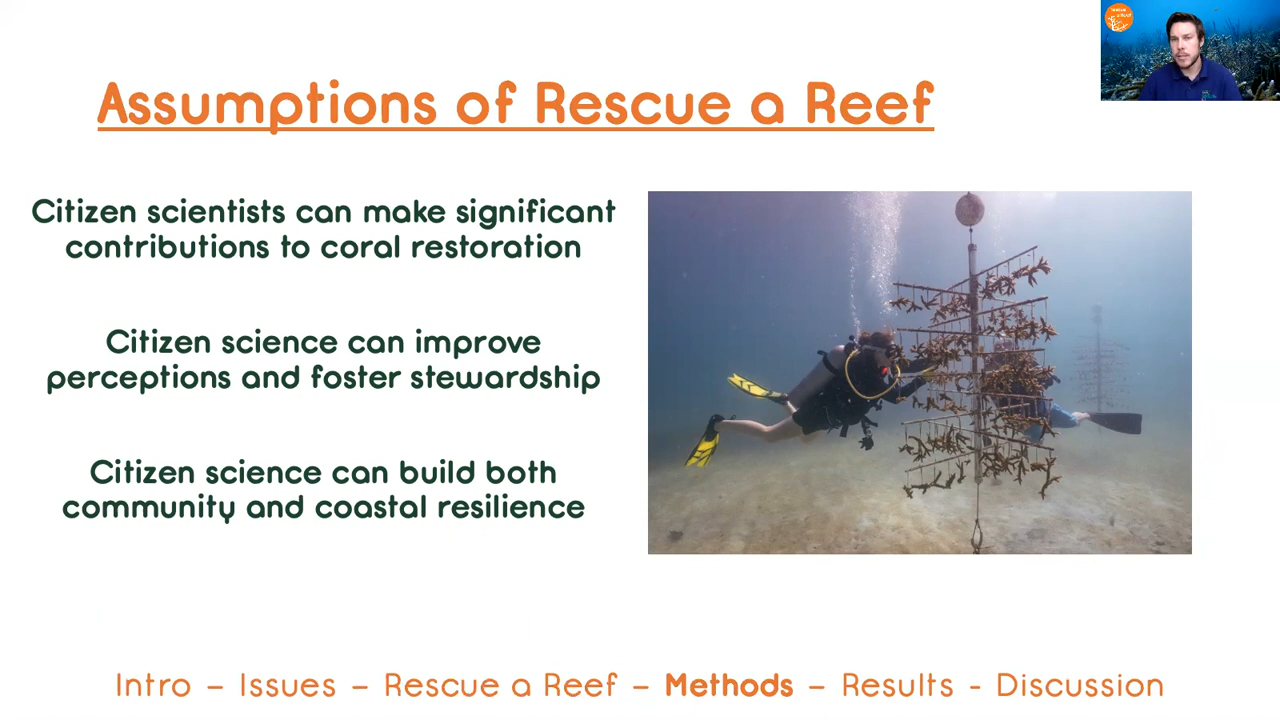 Assumptions of Rescue a Reef
Citizen scientists can make significant
contributions to coral restoration
Citizen science can improve
perceptions and foster stewardship
Citizen science can build both
community and coastal resilience
Intro – Issues – Rescue a Reef – Methods – Results - Discussion